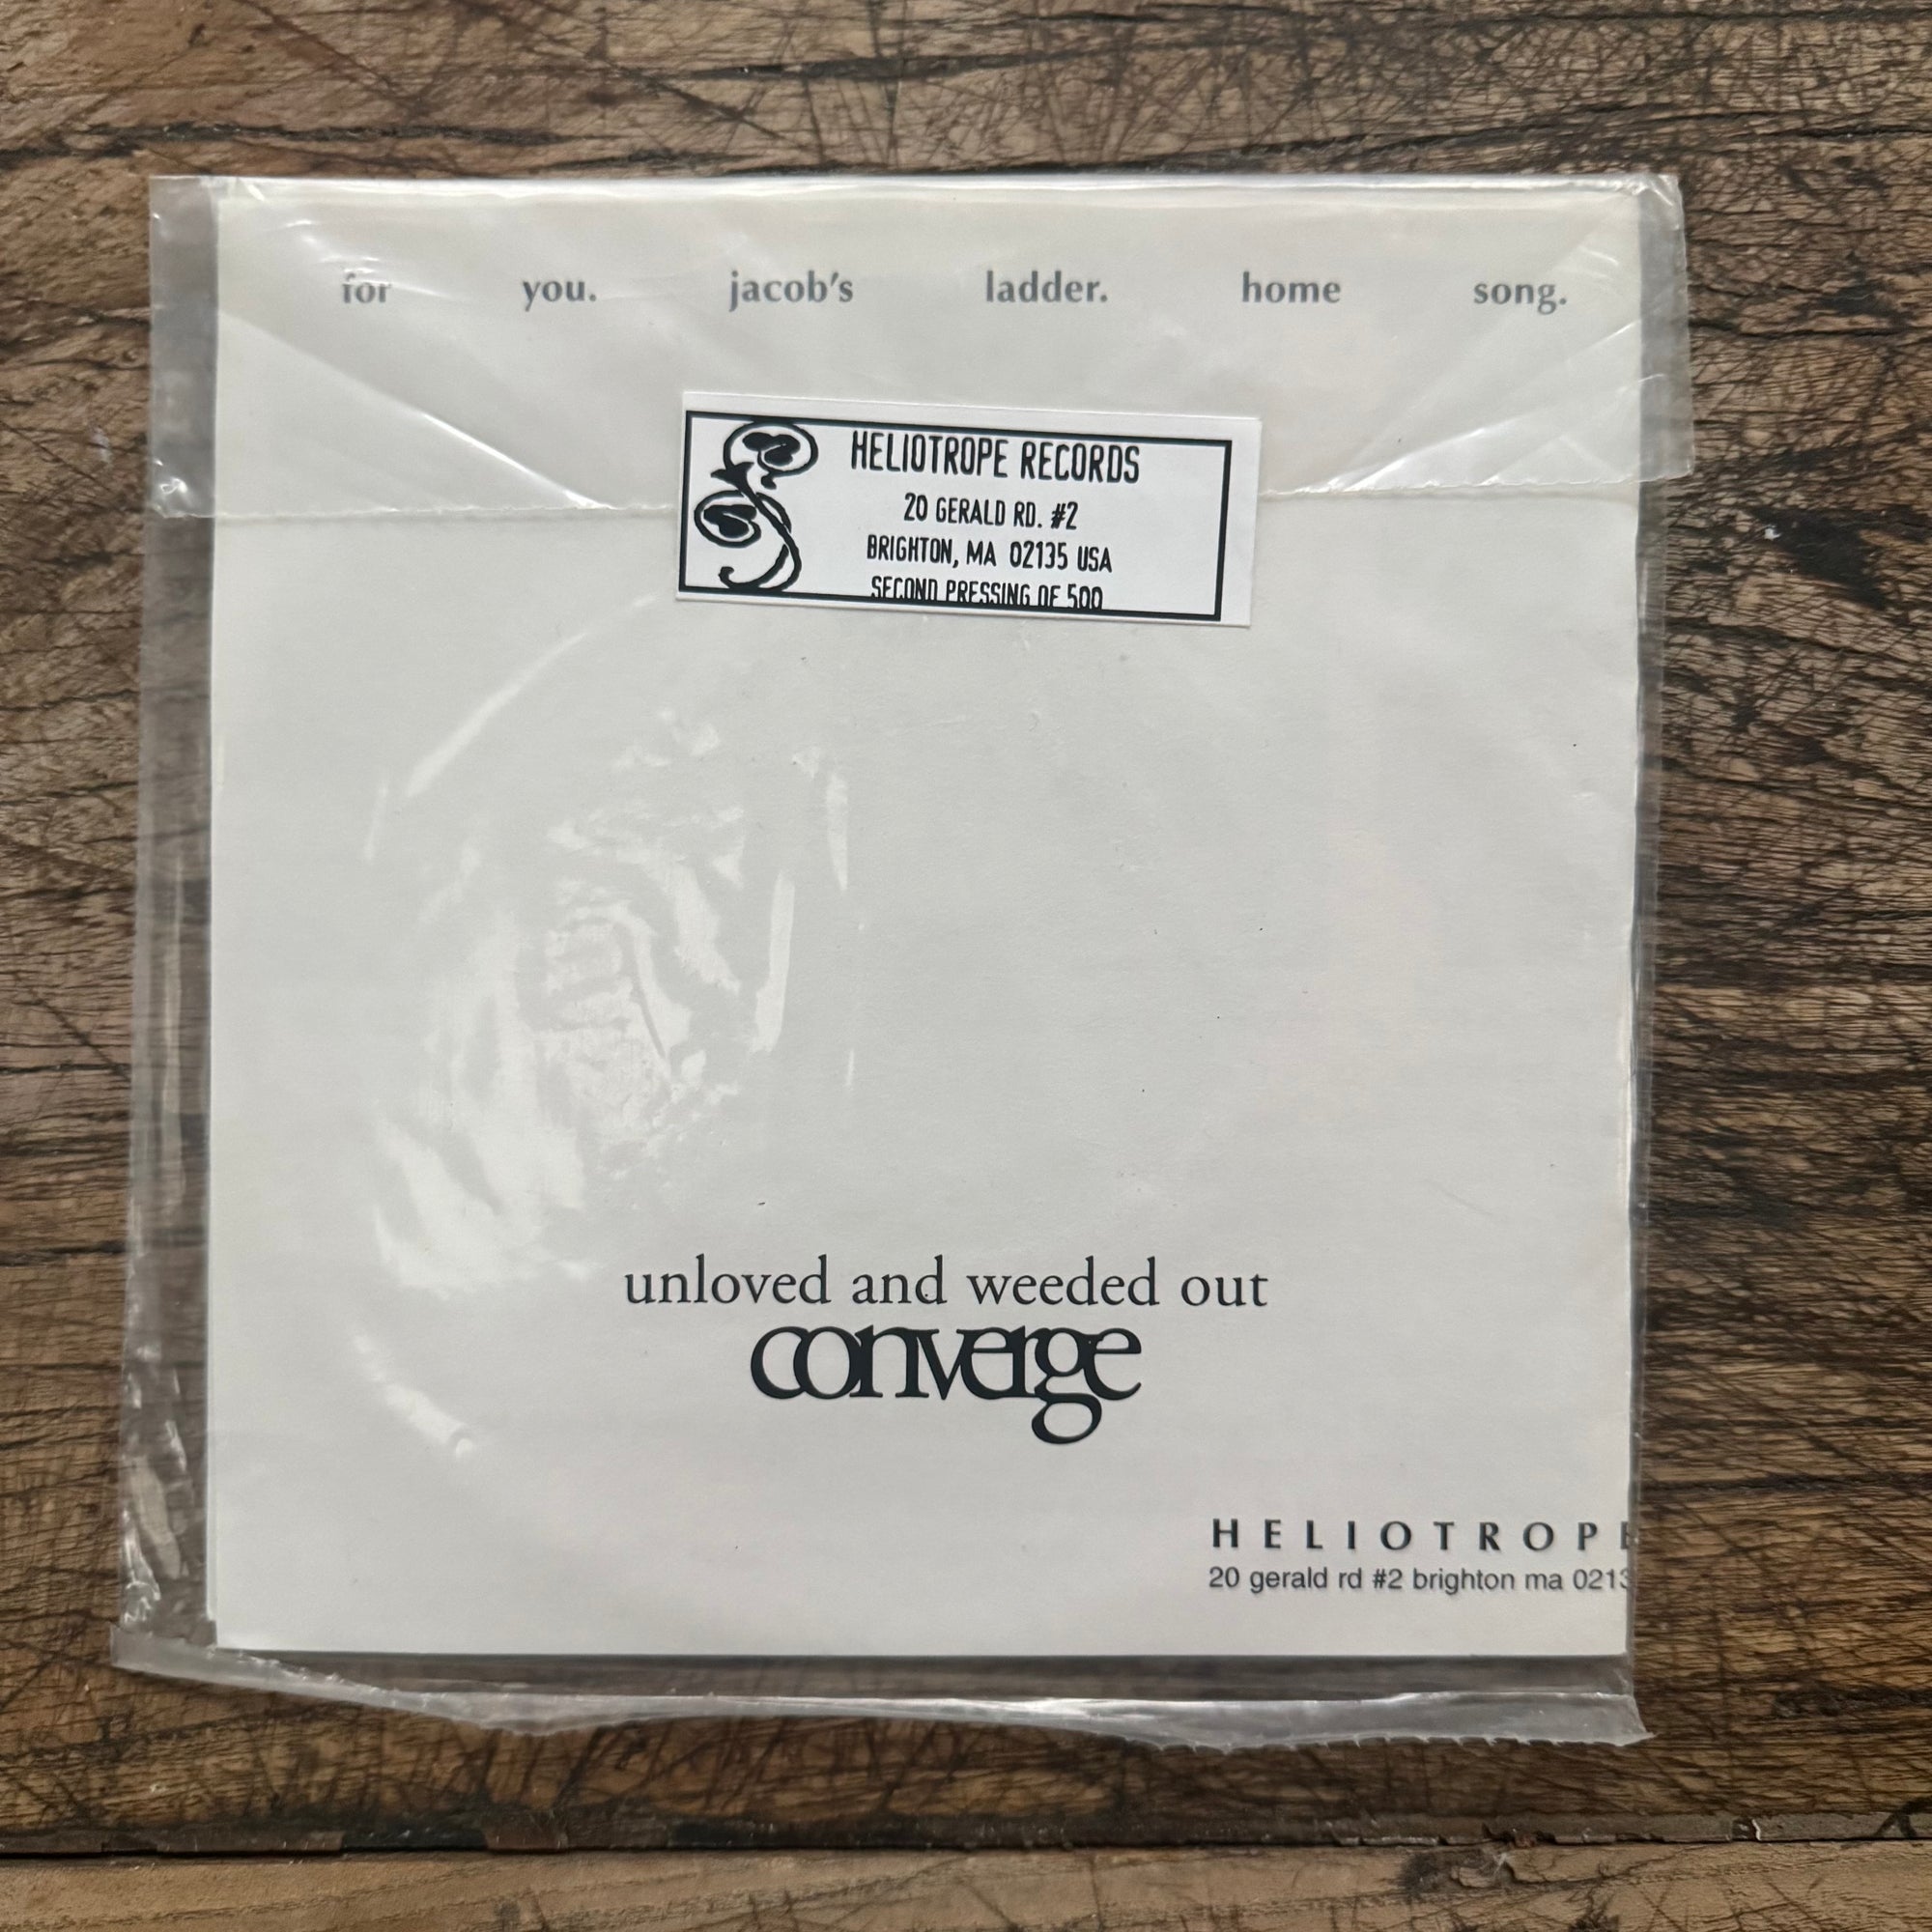 for you. jacob's ladder. home song.
HELIOTROPE RECORDS
20 GERALD RD. #2
BRIGHTON, MA 02135 USA
SECOND PRESSING OF 500
unloved and weeded out
converge
HELIOTROPE
20 gerald rd #2 brighton ma 0213